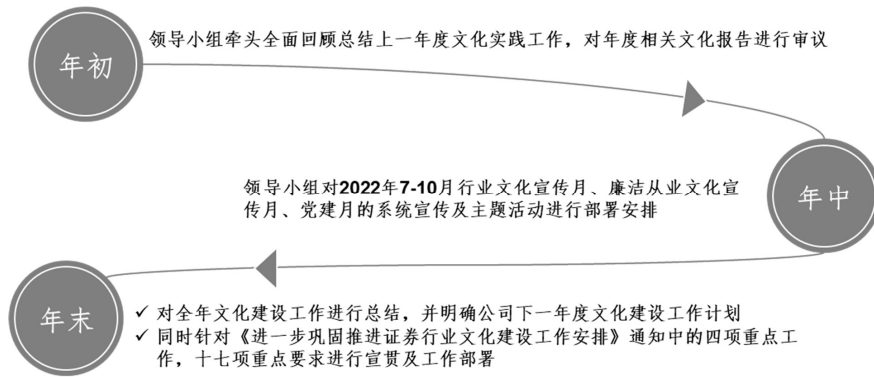 年初
领导小组牵头全面回顾总结上一年度文化实践工作，对年度相关文化报告进行审议
年中
领导小组对2022年7-10月行业文化宣传月、廉洁从业文化宣
传月、党建月的系统宣传及主题活动进行部署安排
年末
✓ 对全年文化建设工作进行总结，并明确公司下一年度文化建设工作计划
✓ 同时针对《进一步巩固推进证券行业文化建设工作安排》通知中的四项重点工
作，十七项重点要求进行宣贯及工作部署